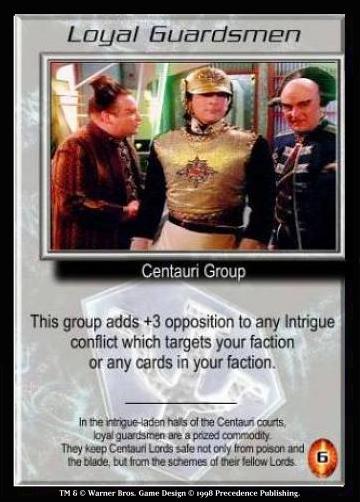 Loyal Guardsmen
Centauri Group
This group adds +3 opposition to any Intrigue
conflict which targets your faction
or any cards in your faction.
In the intrigue-laden halls of the Centauri courts,
loyal guardsmen are a prized commodity.
They keep Centauri Lords safe not only from poison and
the blade, but from the schemes of their fellow Lords.
6
TM & © Warner Bros. Game Design © 1998 Precedence Publishing.